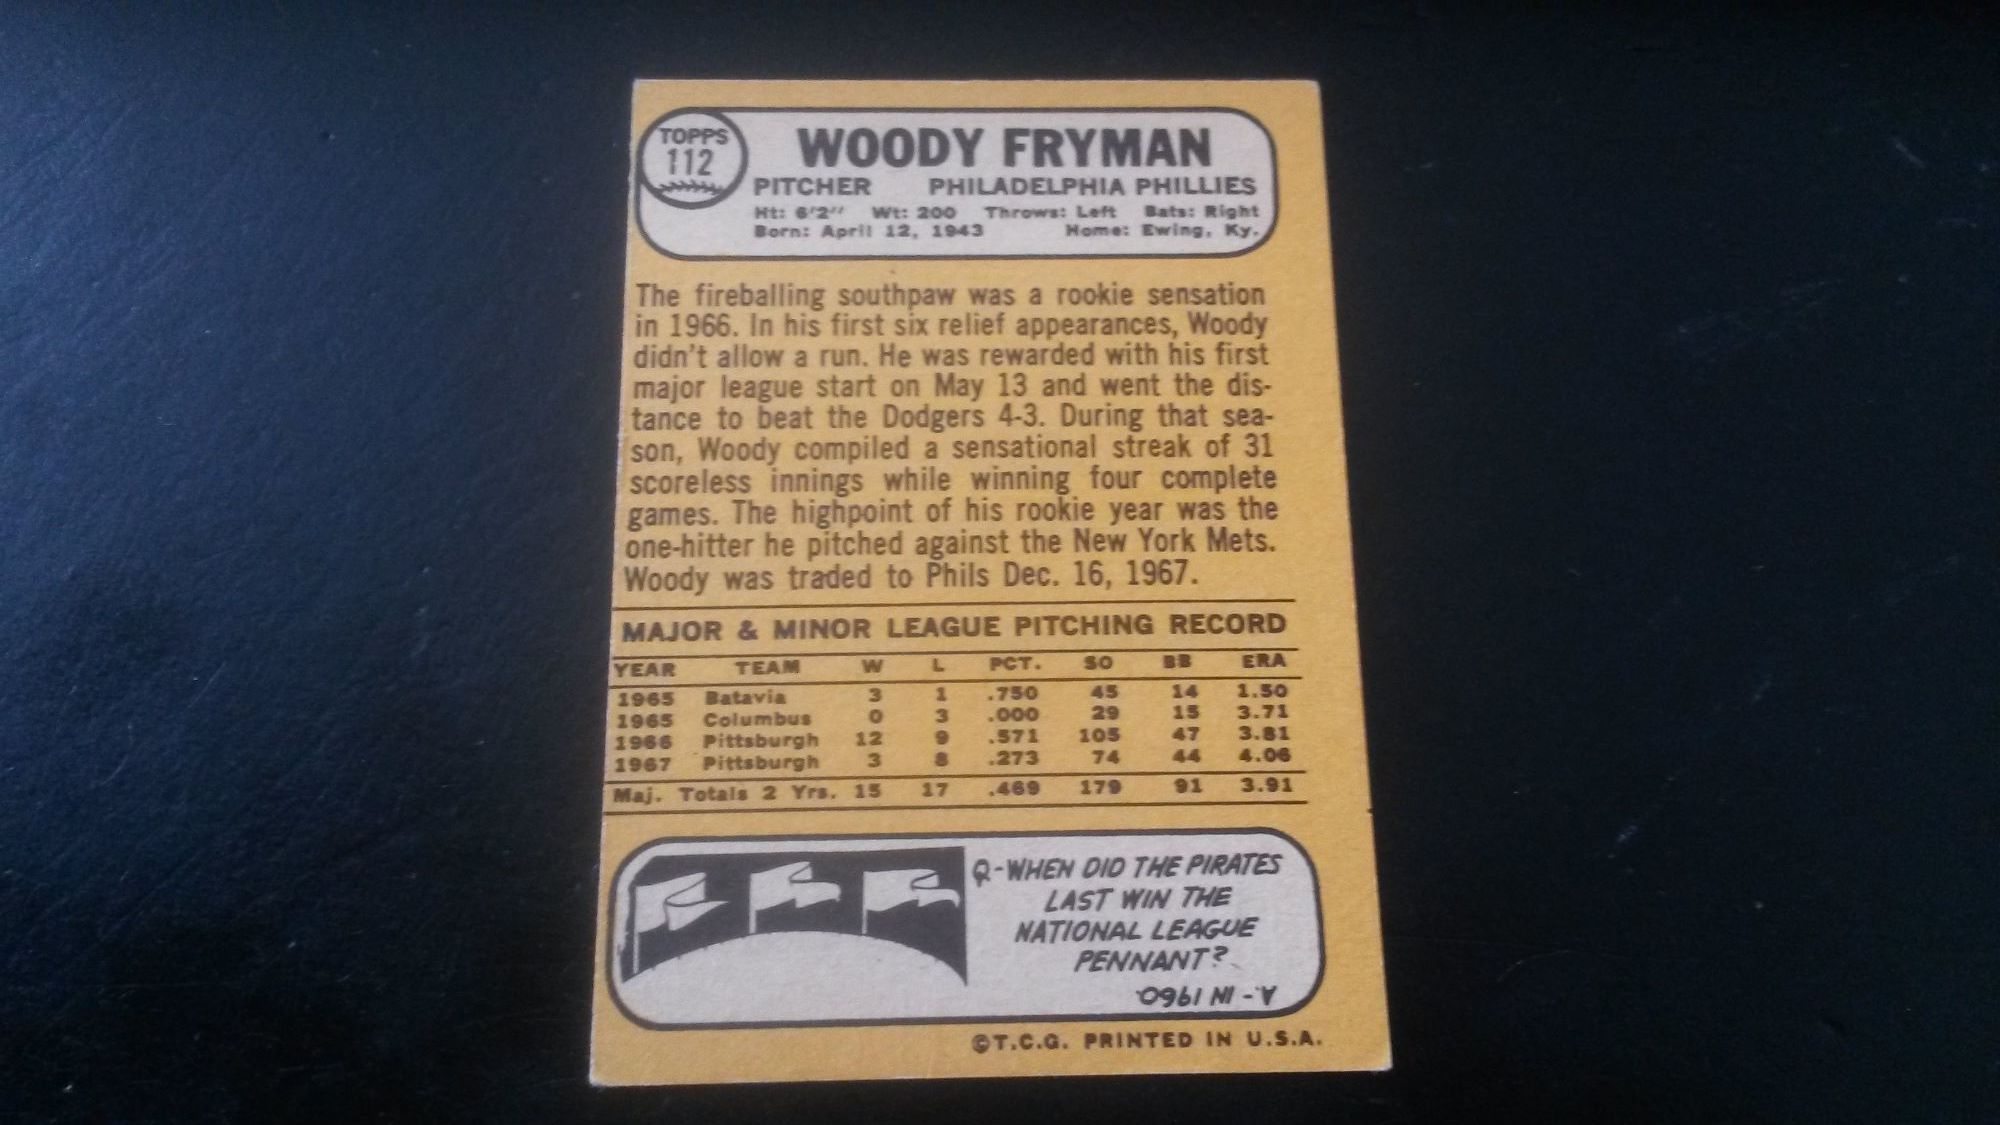 TOPPS
112
WOODY FRYMAN
PITCHER PHILADELPHIA PHILLIES
Ht: 6'2" Wt: 200 Throws: Left Bats: Right
Born: April 12, 1943 Home: Ewing, Ky.
The fireballing southpaw was a rookie sensation
in 1966. In his first six relief appearances, Woody
didn't allow a run. He was rewarded with his first
major league start on May 13 and went the dis-
tance to beat the Dodgers 4-3. During that sea-
son, Woody compiled a sensational streak of 31
scoreless innings while winning four complete
games. The highpoint of his rookie year was the
one-hitter he pitched against the New York Mets.
Woody was traded to Phils Dec. 16, 1967.
MAJOR & MINOR LEAGUE PITCHING RECORD
YEAR TEAM W L PCT. SO BB ERA
1965 Batavia 3 1 .750 45 14 1.50
1965 Columbus 0 3 .000 29 15 3.71
1966 Pittsburgh 12 9 .571 105 47 3.81
1967 Pittsburgh 3 8 .273 74 44 4.06
Maj. Totals 2 Yrs. 15 17 .469 179 91 3.91
Q-WHEN DID THE PIRATES
LAST WIN THE
NATIONAL LEAGUE
PENNANT?
A-IN 1960.
©T.C.G. PRINTED IN U.S.A.